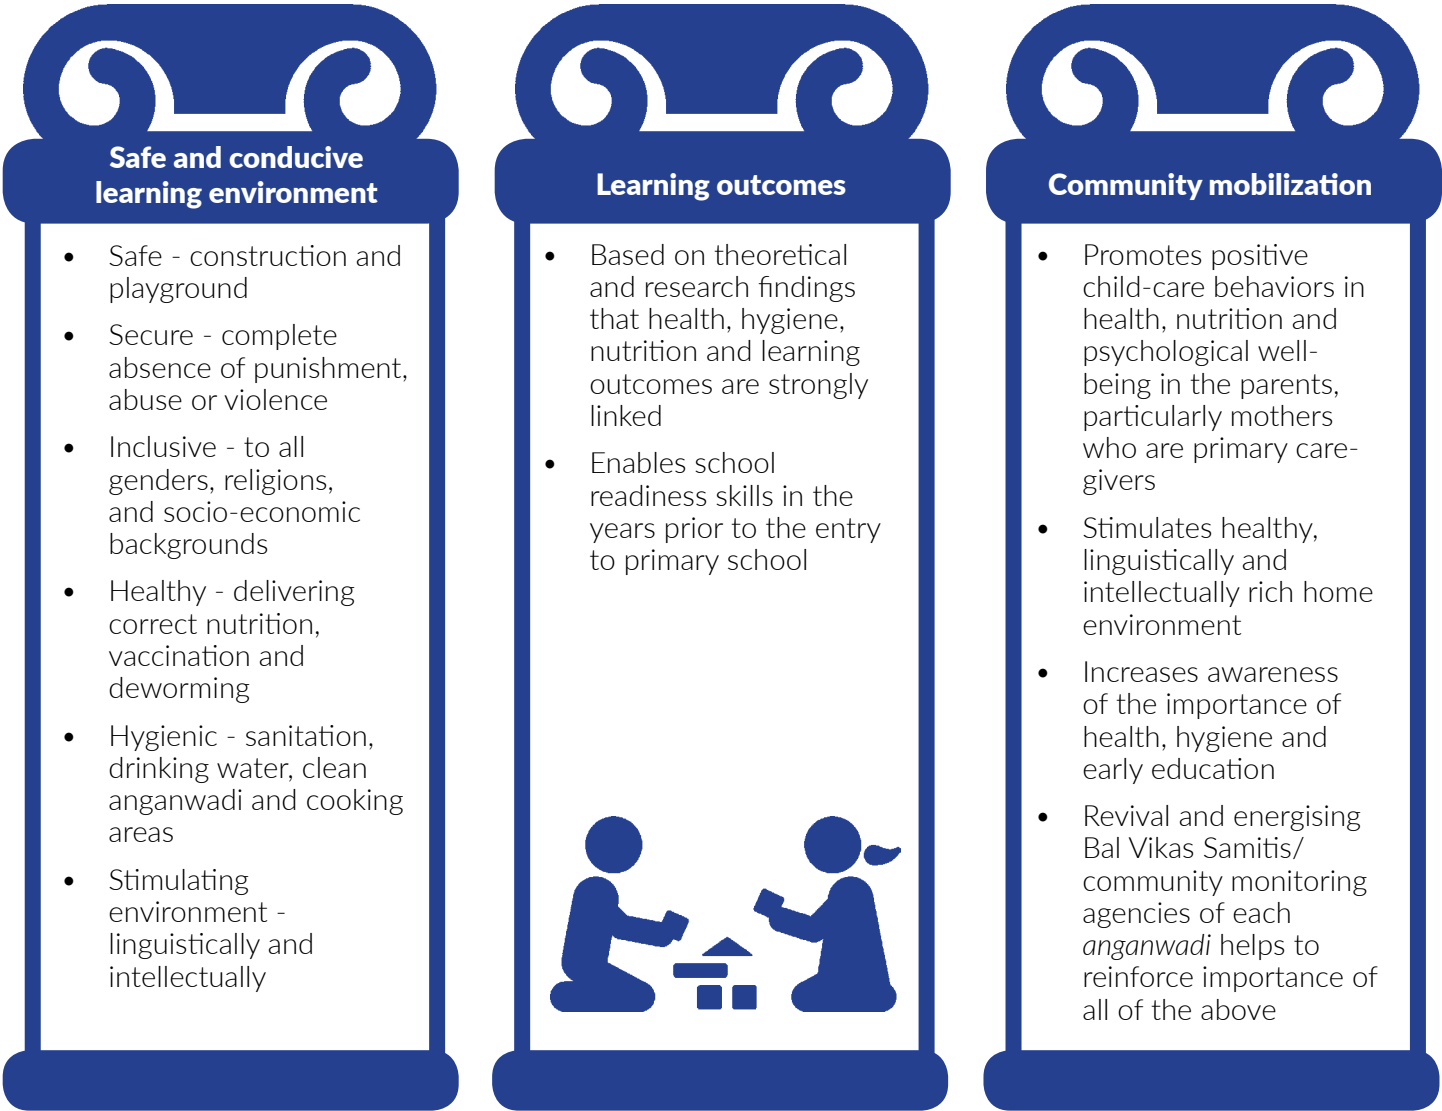 Safe and conducive
learning environment
• Safe - construction and
playground
• Secure - complete
absence of punishment,
abuse or violence
• Inclusive - to all
genders, religions,
and socio-economic
backgrounds
• Healthy - delivering
correct nutrition,
vaccination and
deworming
• Hygienic - sanitation,
drinking water, clean
anganwadi and cooking
areas
• Stimulating
environment -
linguistically and
intellectually
Learning outcomes
• Based on theoretical
and research findings
that health, hygiene,
nutrition and learning
outcomes are strongly
linked
• Enables school
readiness skills in the
years prior to the entry
to primary school
Community mobilization
• Promotes positive
child-care behaviors in
health, nutrition and
psychological well-
being in the parents,
particularly mothers
who are primary care-
givers
• Stimulates healthy,
linguistically and
intellectually rich home
environment
• Increases awareness
of the importance of
health, hygiene and
early education
• Revival and energising
Bal Vikas Samitis/
community monitoring
agencies of each
anganwadi helps to
reinforce importance of
all of the above